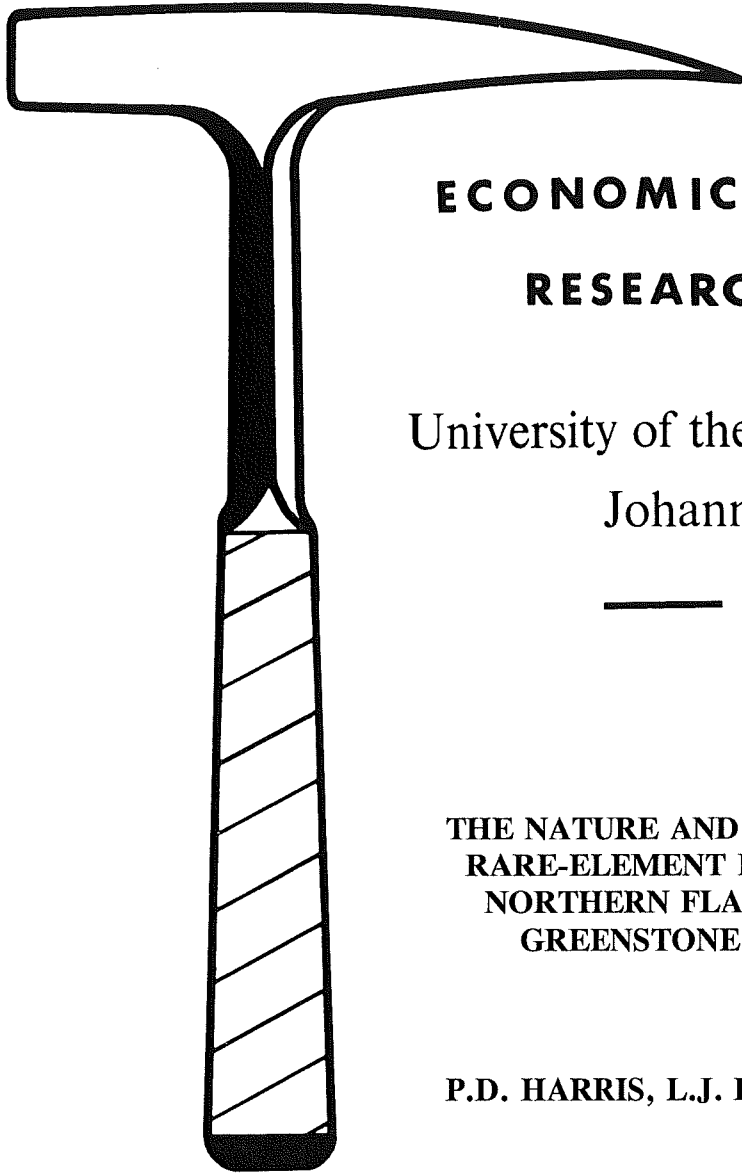 ECONOMIC
RESEARC
University of the
Johann
THE NATURE AND
RARE-ELEMENT
NORTHERN FLA
GREENSTONE
P.D. HARRIS, L.J.